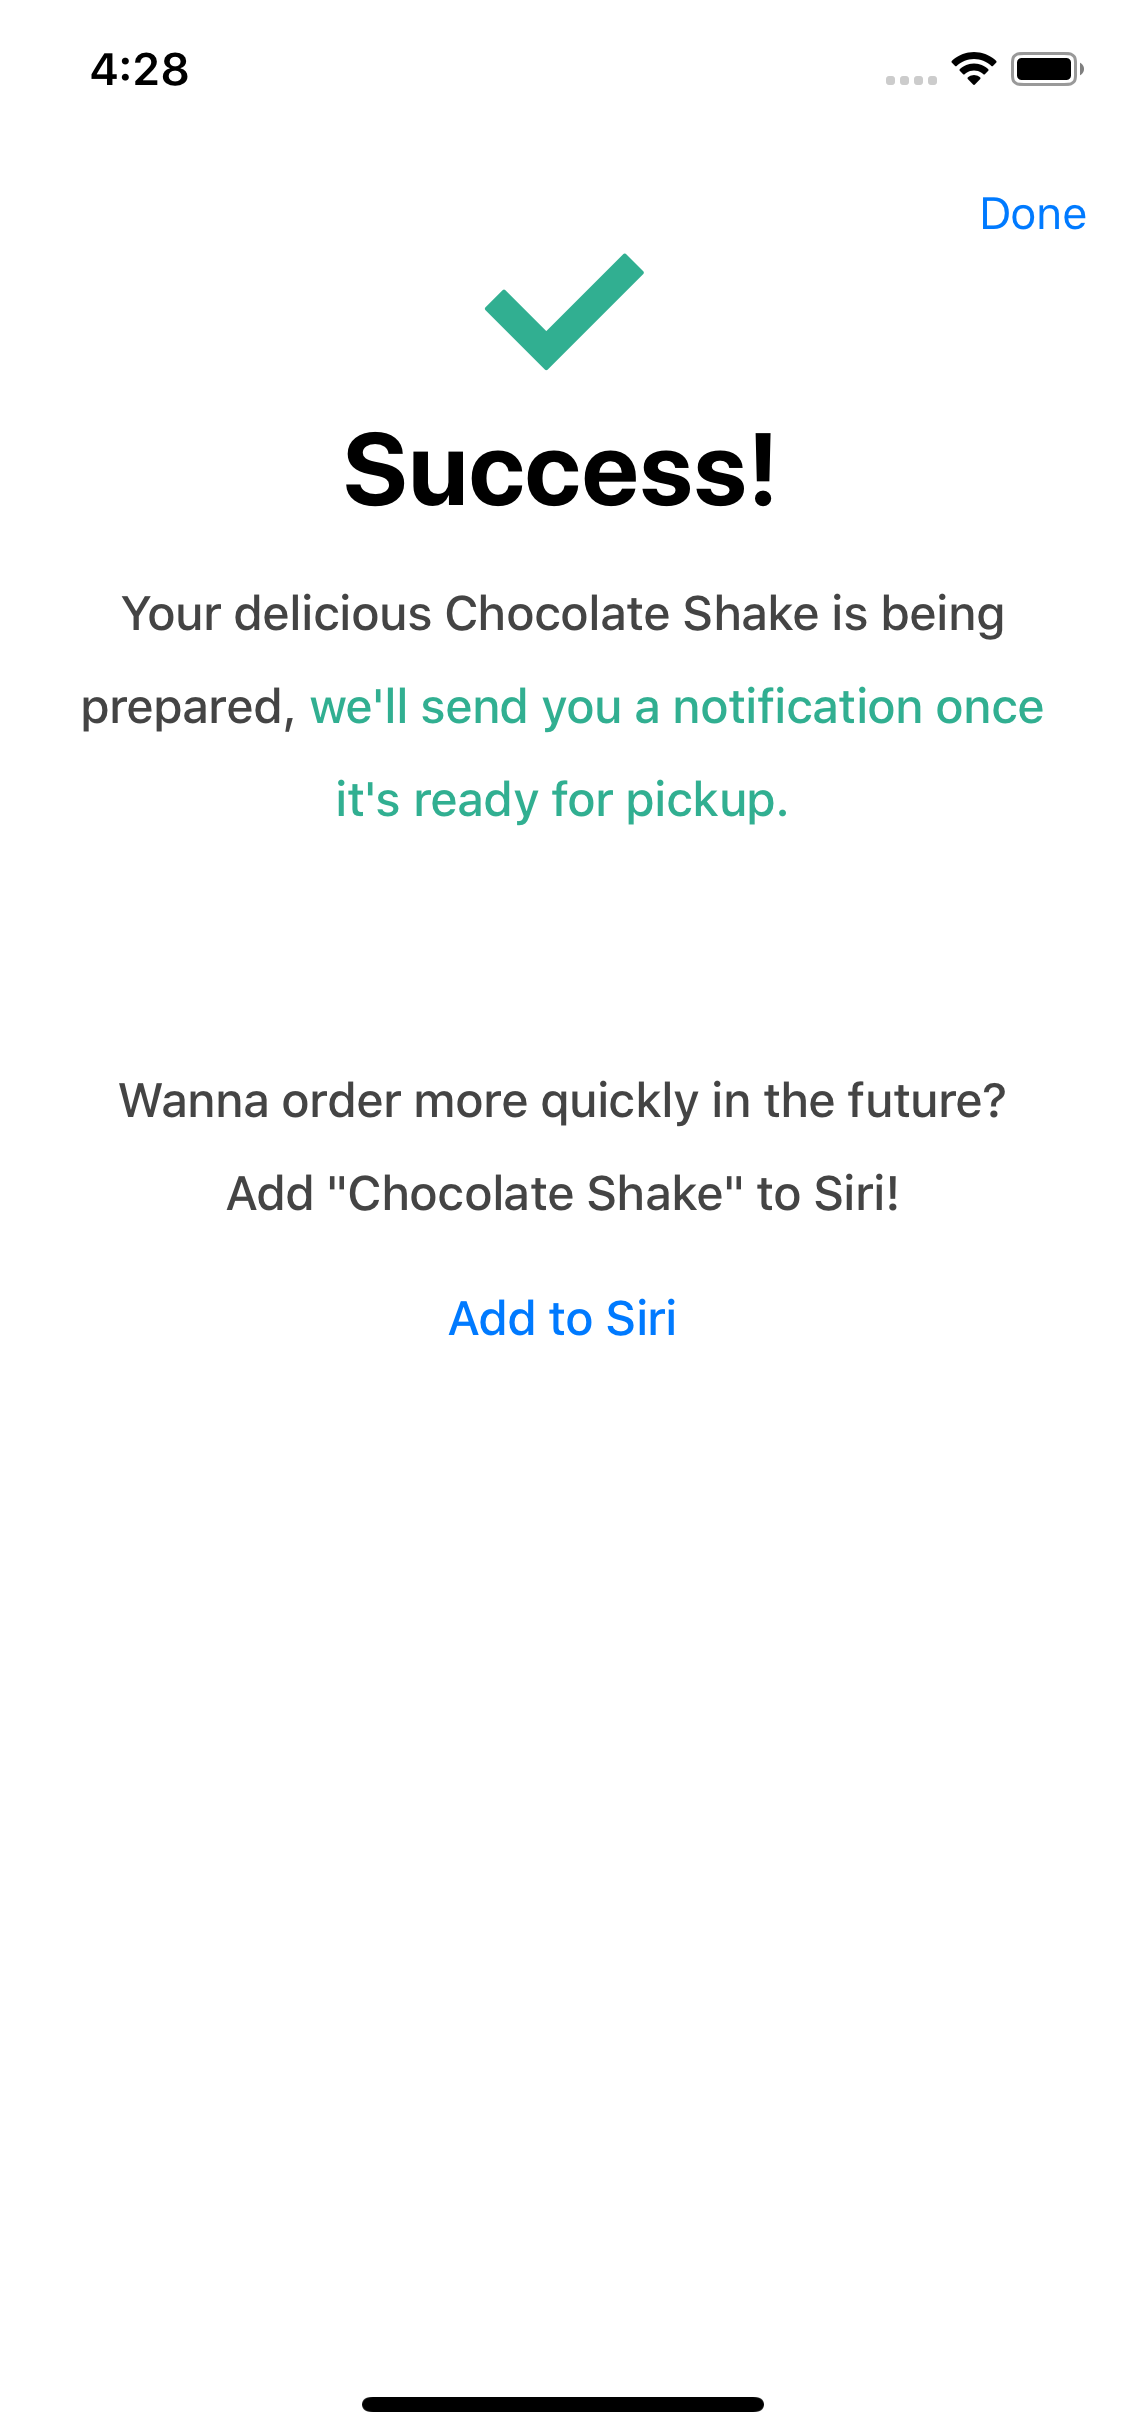 4:28
Done
Success!
Your delicious Chocolate Shake is being
prepared, we'll send you a notification once
it's ready for pickup.
Wanna order more quickly in the future?
Add "Chocolate Shake" to Siri!
Add to Siri